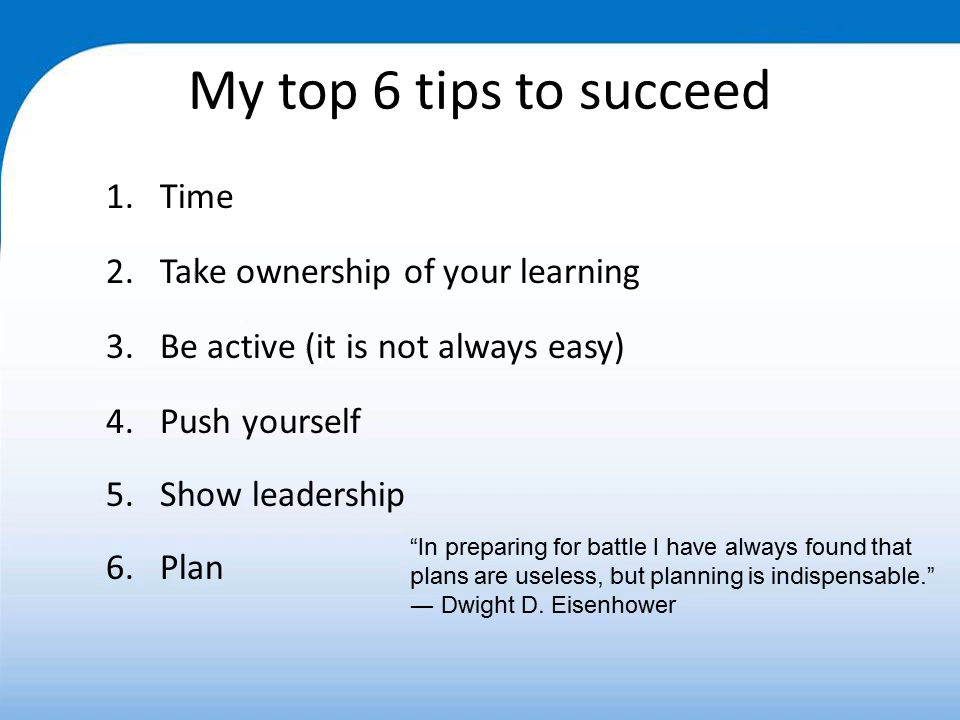 My top 6 tips to succeed
1. Time
2. Take ownership of your learning
3. Be active (it is not always easy)
4. Push yourself
5. Show leadership
6. Plan
“In preparing for battle I have always found that
plans are useless, but planning is indispensable.”
― Dwight D. Eisenhower